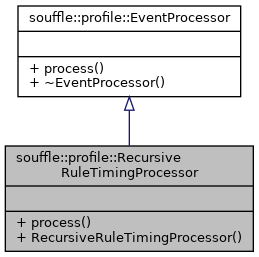 souffle::profile::EventProcessor
+ process()
+ ~EventProcessor()
souffle::profile::Recursive
RuleTimingProcessor
+ process()
+ RecursiveRuleTimingProcessor()